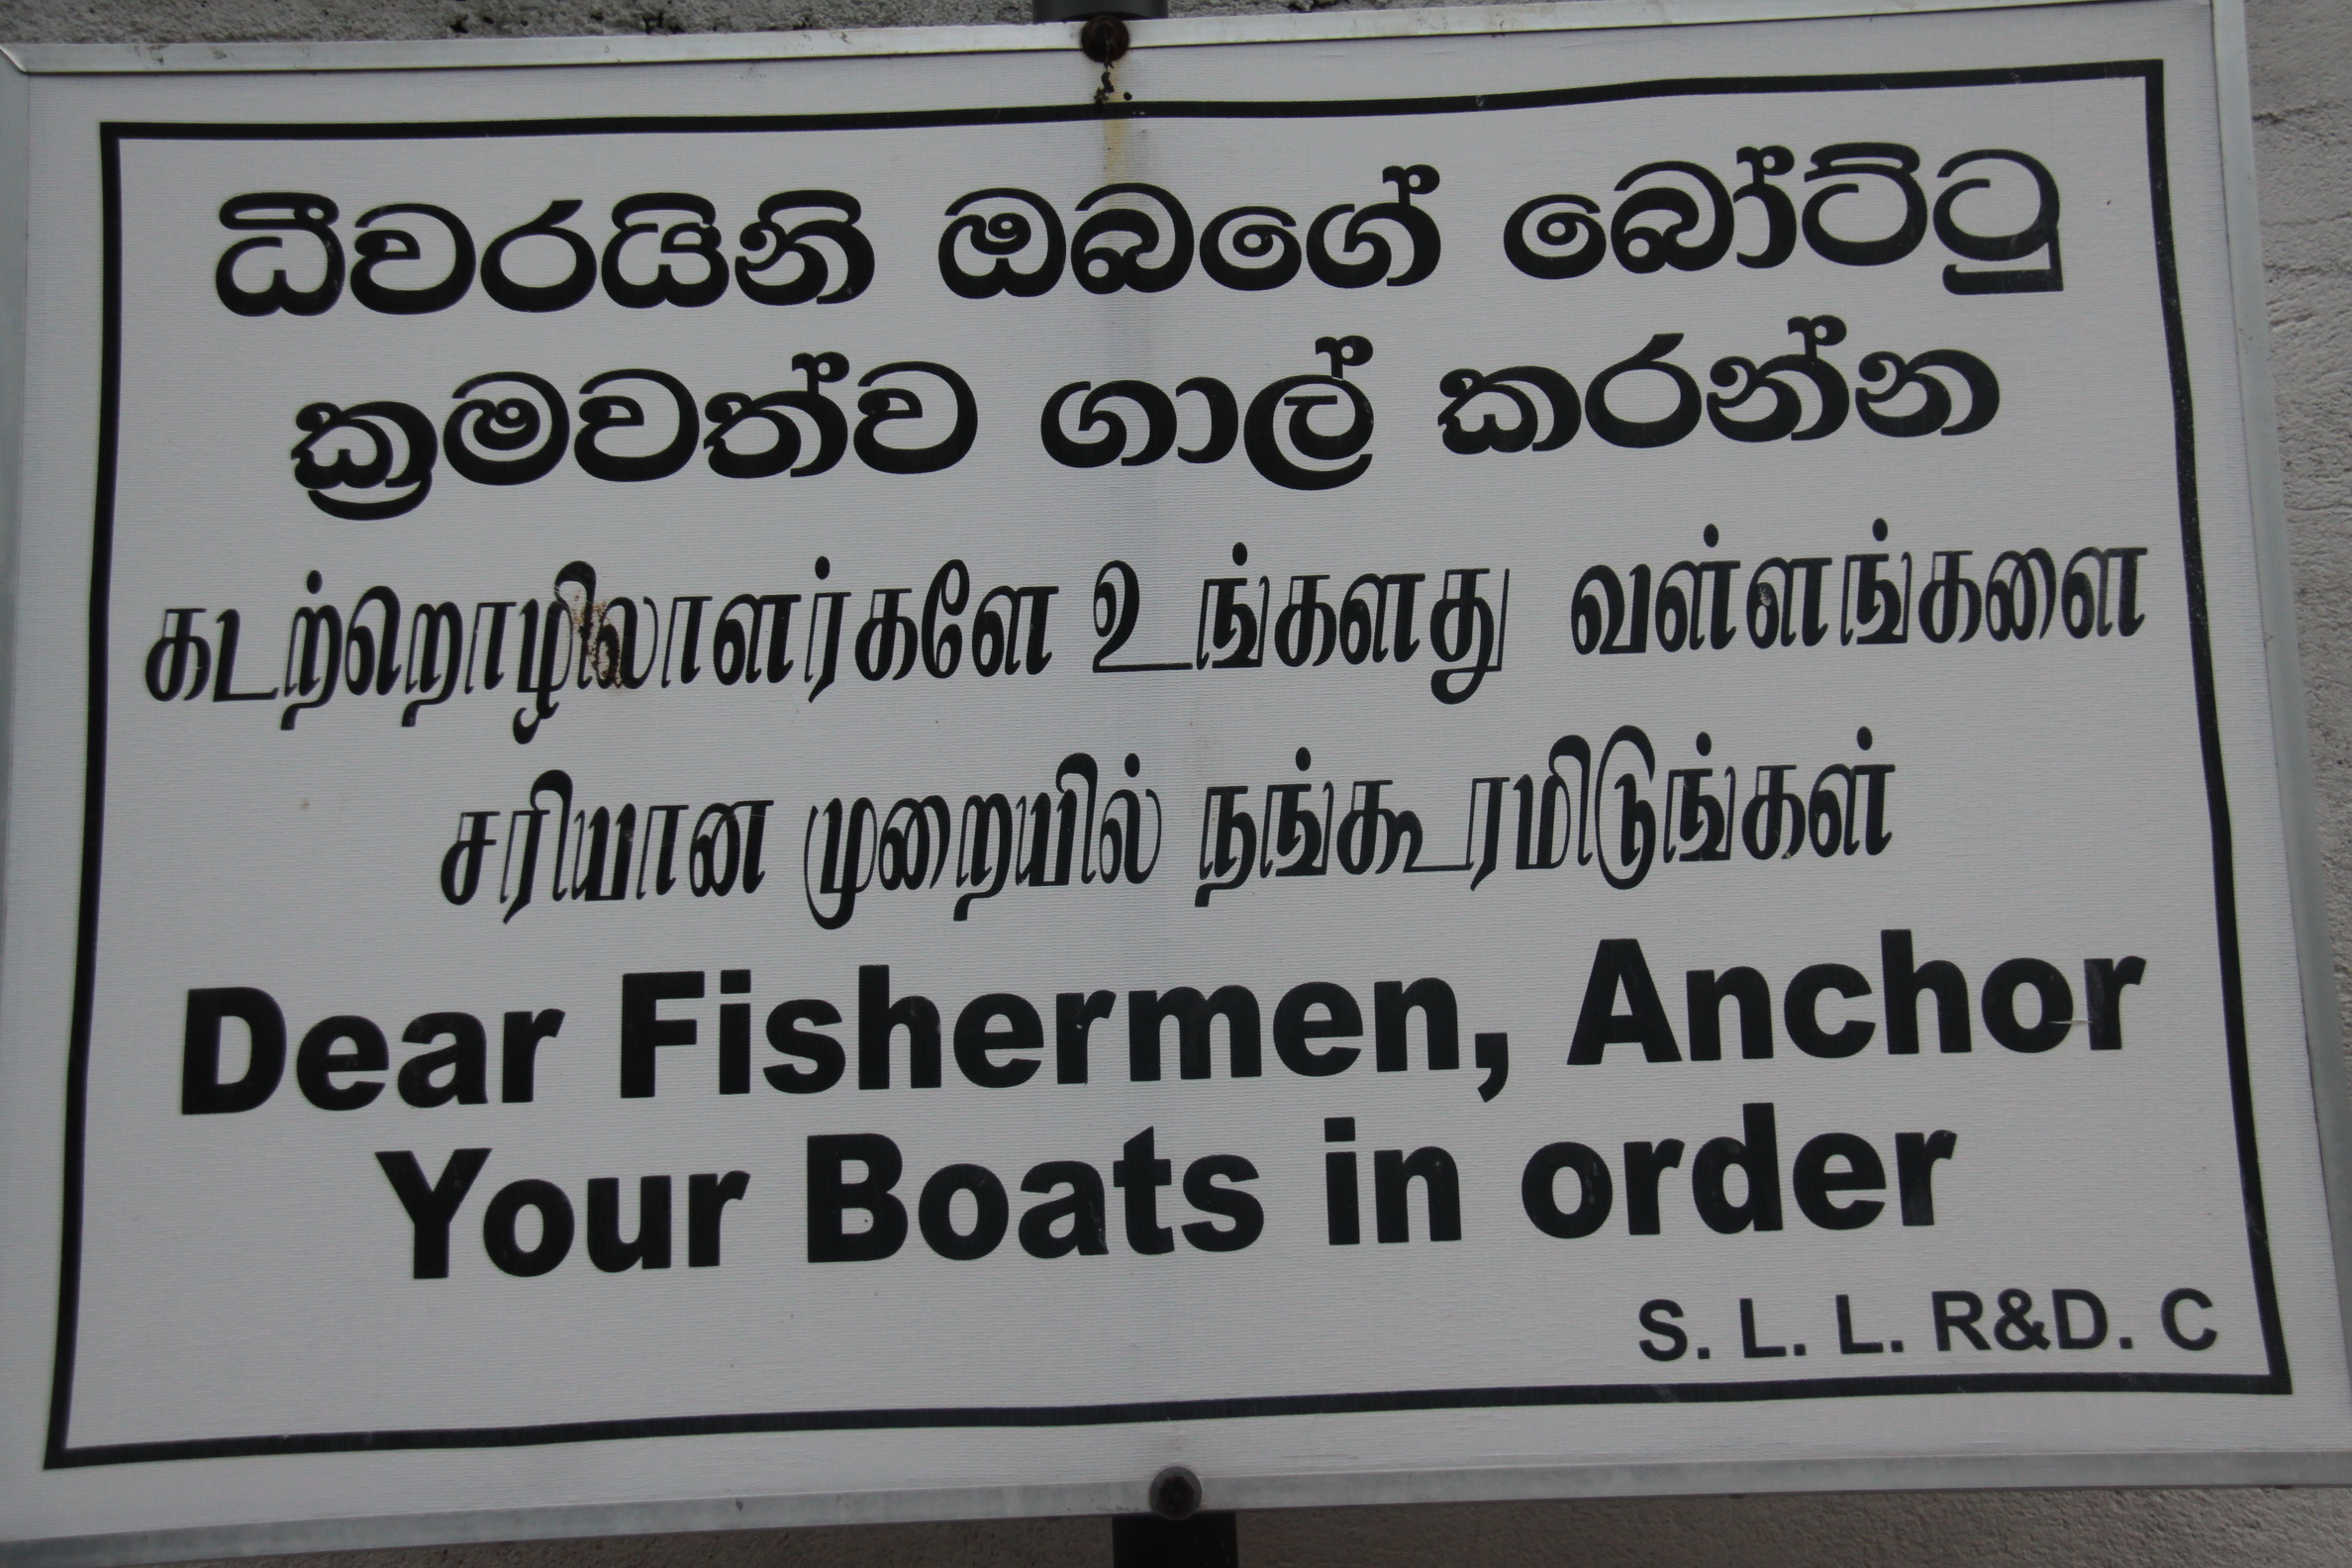 ධීවරයිනි ඔබගේ බෝට්ටු
ක්‍රමවත්ව ගාල් කරන්න
கடற்றொழிலாளர்களே உங்களது வள்ளங்களை
சரியான முறையில் நங்கூரமிடுங்கள்
Dear Fishermen, Anchor
Your Boats in order
S. L. L. R&D. C